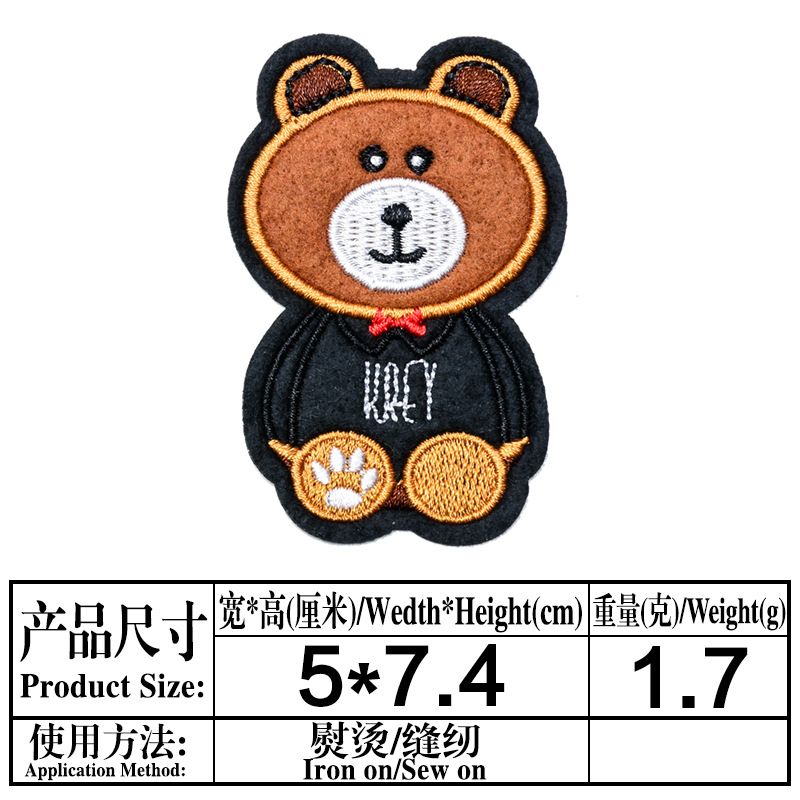 KREY
产品尺寸
Product Size:
宽*高(厘米)/Wedth*Height(cm)
5*7.4
重量(克)/Weight(g)
1.7
使用方法:
Application Method:
熨烫/缝纫
Iron on/Sew on